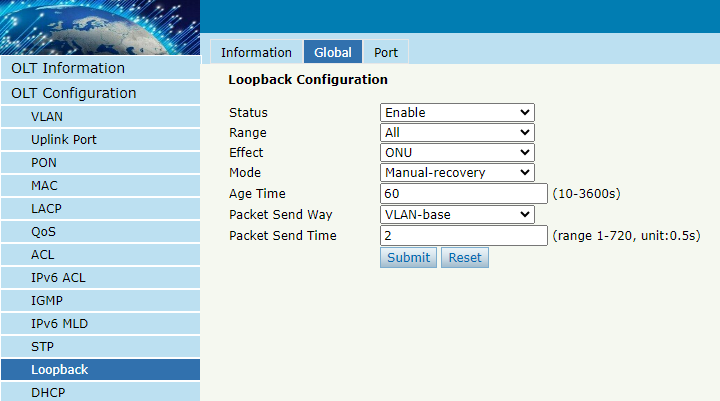 Information Global Port
OLT Information
OLT Configuration
VLAN
Uplink Port
PON
MAC
LACP
QoS
ACL
IPv6 ACL
IGMP
IPv6 MLD
STP
Loopback
DHCP
Loopback Configuration
Status Enable
Range All
Effect ONU
Mode Manual-recovery
Age Time 60 (10-3600s)
Packet Send Way VLAN-base
Packet Send Time 2 (range 1-720, unit:0.5s)
Submit Reset